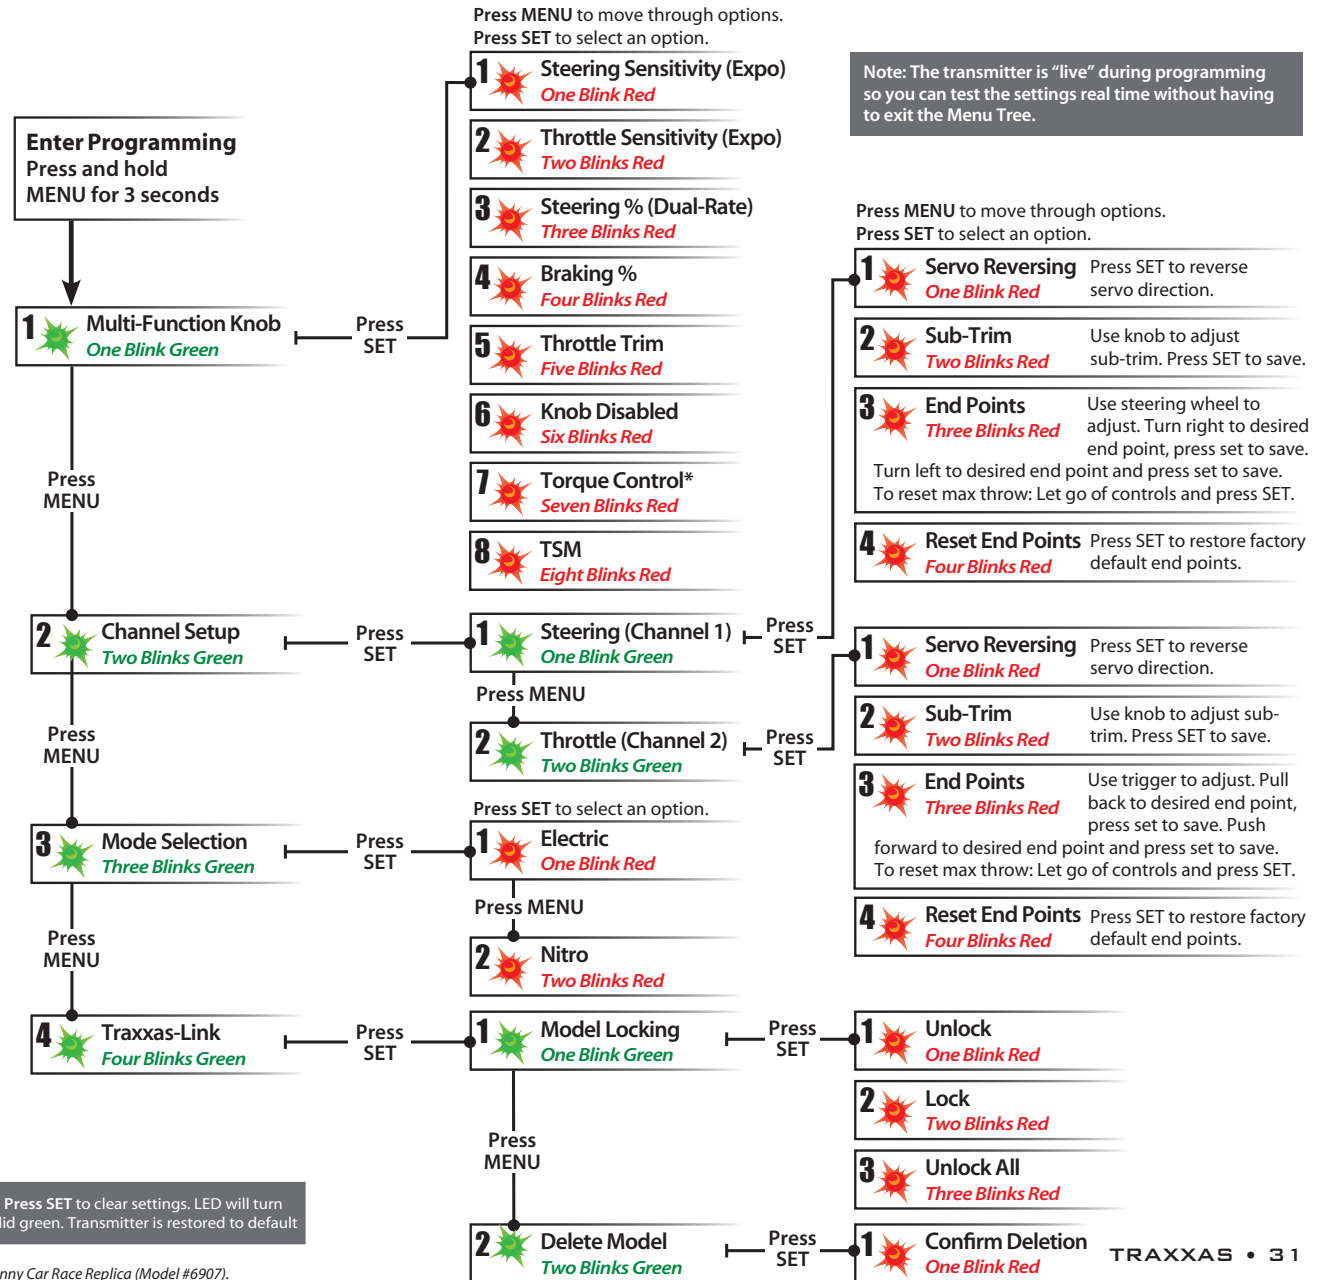 Press MENU to move through options.
Press SET to select an option.
Note: The transmitter is “live” during programming
so you can test the settings real time without having
to exit the Menu Tree.
Enter Programming
Press and hold
MENU for 3 seconds
1 Multi-Function Knob
One Blink Green
Press
SET
1 Steering Sensitivity (Expo)
One Blink Red
2 Throttle Sensitivity (Expo)
Two Blinks Red
3 Steering % (Dual-Rate)
Three Blinks Red
4 Braking %
Four Blinks Red
5 Throttle Trim
Five Blinks Red
6 Knob Disabled
Six Blinks Red
7 Torque Control*
Seven Blinks Red
8 TSM
Eight Blinks Red
Press
MENU
2 Channel Setup
Two Blinks Green
Press
SET
1 Steering (Channel 1)
One Blink Green
Press
SET
Press MENU to move through options.
Press SET to select an option.
1 Servo Reversing Press SET to reverse
One Blink Red servo direction.
2 Sub-Trim Use knob to adjust
Two Blinks Red sub-trim. Press SET to save.
3 End Points Use steering wheel to
Three Blinks Red adjust. Turn right to desired
end point, press set to save.
Turn left to desired end point and press set to save.
To reset max throw: Let go of controls and press SET.
4 Reset End Points Press SET to restore factory
Four Blinks Red default end points.
Press MENU
2 Throttle (Channel 2)
Two Blinks Green
Press
SET
1 Servo Reversing Press SET to reverse
One Blink Red servo direction.
2 Sub-Trim Use knob to adjust sub-
Two Blinks Red trim. Press SET to save.
3 End Points Use trigger to adjust. Pull
Three Blinks Red back to desired end point,
press set to save. Push
forward to desired end point and press set to save.
To reset max throw: Let go of controls and press SET.
4 Reset End Points Press SET to restore factory
Four Blinks Red default end points.
Press
MENU
3 Mode Selection
Three Blinks Green
Press
SET
Press SET to select an option.
1 Electric
One Blink Red
Press MENU
2 Nitro
Two Blinks Red
Press
MENU
4 Traxxas-Link
Four Blinks Green
Press
SET
1 Model Locking
One Blink Green
Press
SET
1 Unlock
One Blink Red
2 Lock
Two Blinks Red
3 Unlock All
Three Blinks Red
Press
MENU
2 Delete Model
Two Blinks Green
Press
SET
1 Confirm Deletion
One Blink Red
Press SET to clear settings. LED will turn
green. Transmitter is restored to default
Car Race Replica (Model #6907).
TRAXXAS • 31